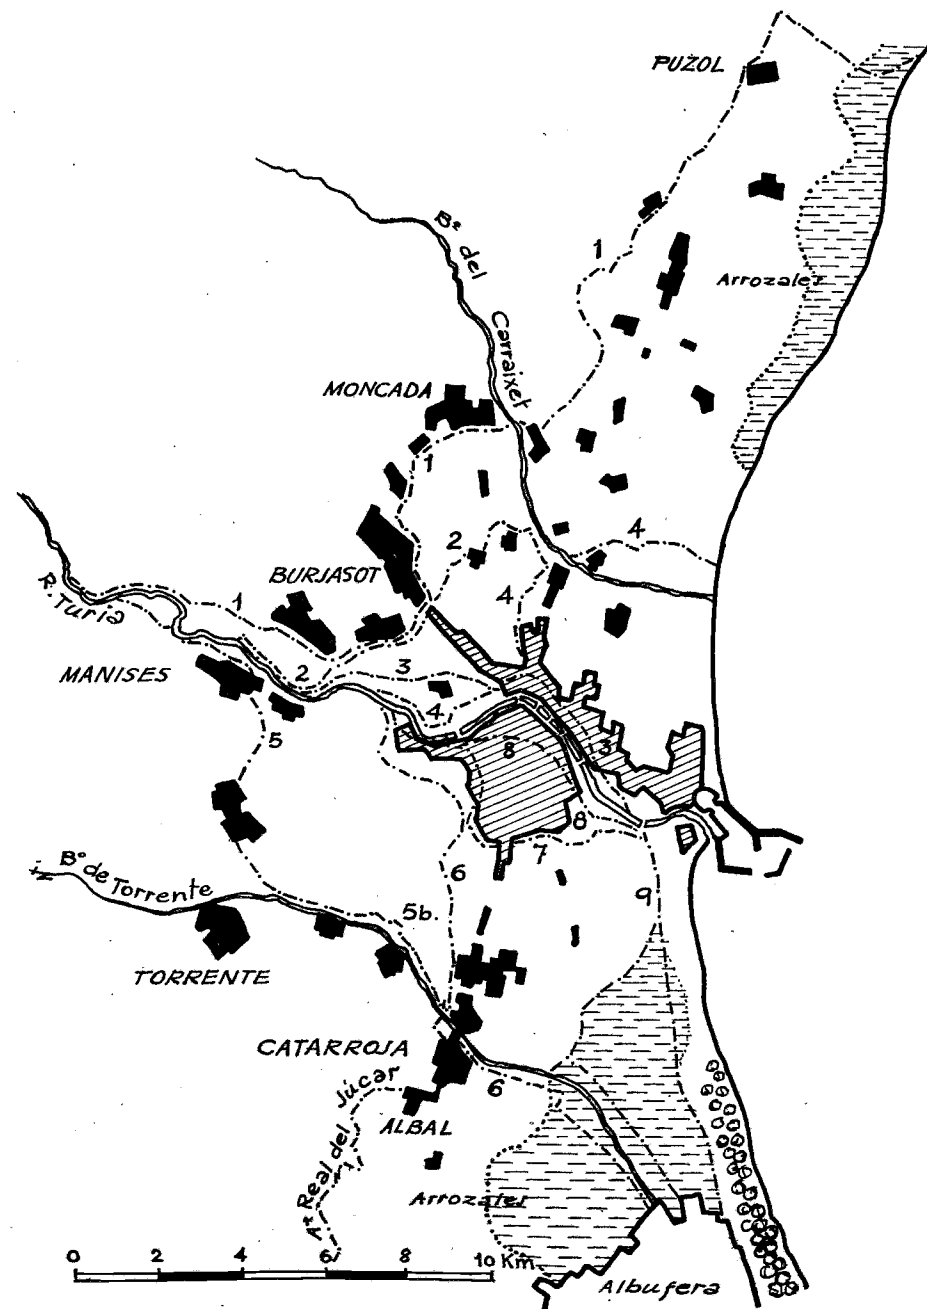 PUZOL
Bº del Carraixet
1
Arrozales
MONCADA
1
2
4
4
BURJASOT
R. Turia
1
MANISES
2
3
4
5
8
3
8
7
6
Bº de Torrente
5b.
9
TORRENTE
CATARROJA
6
Aª Real del Júcar
ALBAL
Arrozales
0 2 4 6 8 10 Km.
Albufera